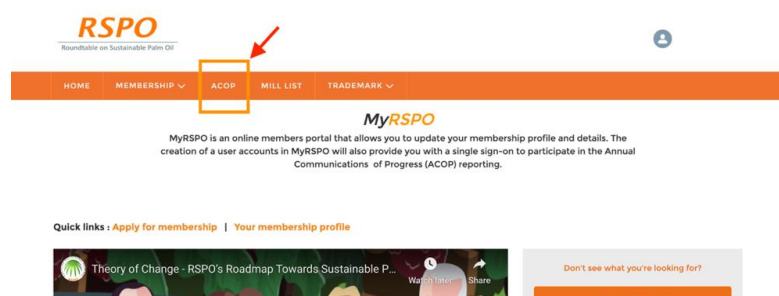 RSPO
Roundtable on Sustainable Palm Oil
HOME MEMBERSHIP ACOP MILL LIST TRADEMARK
MyRSPO
MyRSPO is an online members portal that allows you to update your membership profile and details. The
creation of a user accounts in MyRSPO will also provide you with a single sign-on to participate in the Annual
Communications of Progress (ACOP) reporting.
Quick links : Apply for membership | Your membership profile
Theory of Change - RSPO's Roadmap Towards Sustainable P...
Watch later Share
Don't see what you're looking for?